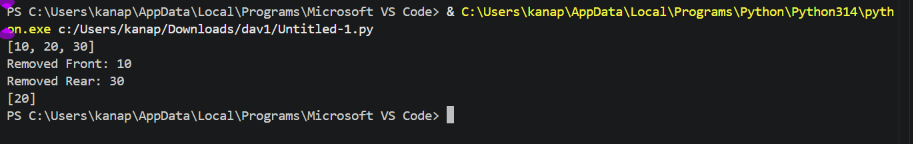 PS C:\Users\kanap\AppData\Local\Programs\Microsoft VS Code> & C:\Users\kanap\AppData\Local\Programs\Python\Python314\pyth
on.exe c:/Users/kanap/Downloads/dav1/Untitled-1.py
[10, 20, 30]
Removed Front: 10
Removed Rear: 30
[20]
PS C:\Users\kanap\AppData\Local\Programs\Microsoft VS Code>